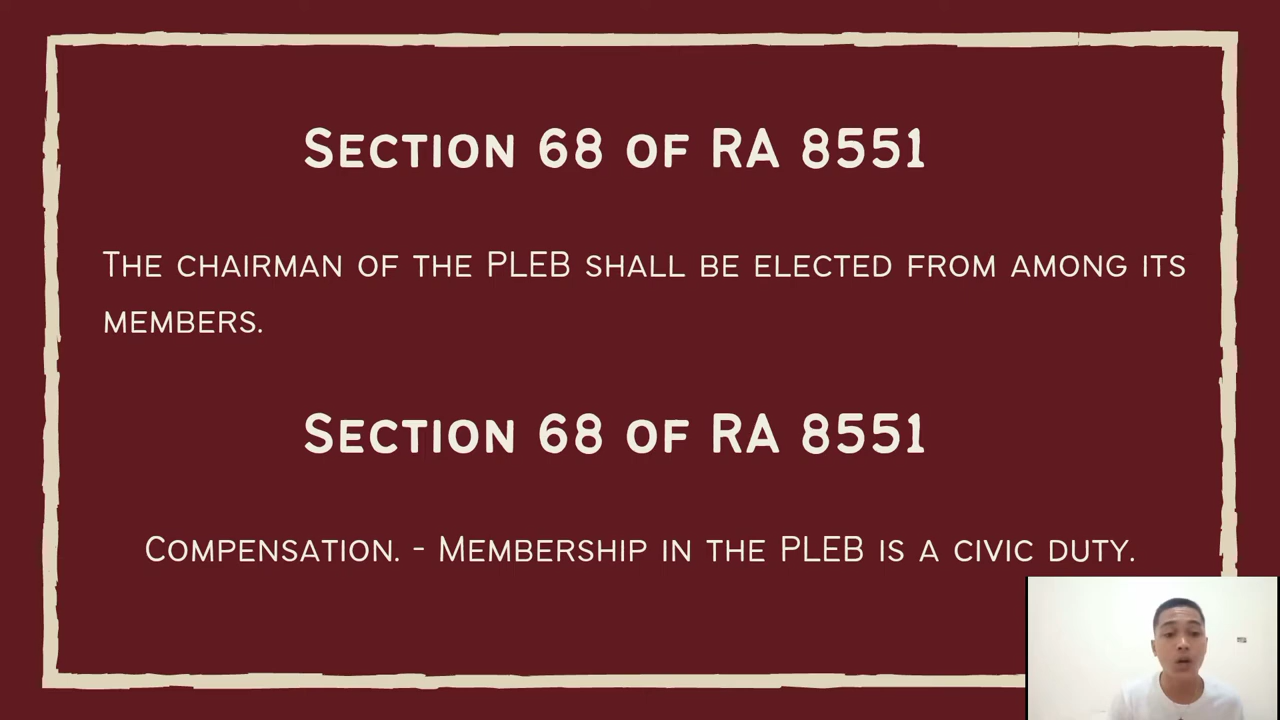 Section 68 of RA 8551
The chairman of the PLEB shall be elected from among its
members.
Section 68 of RA 8551
Compensation. - Membership in the PLEB is a civic duty.